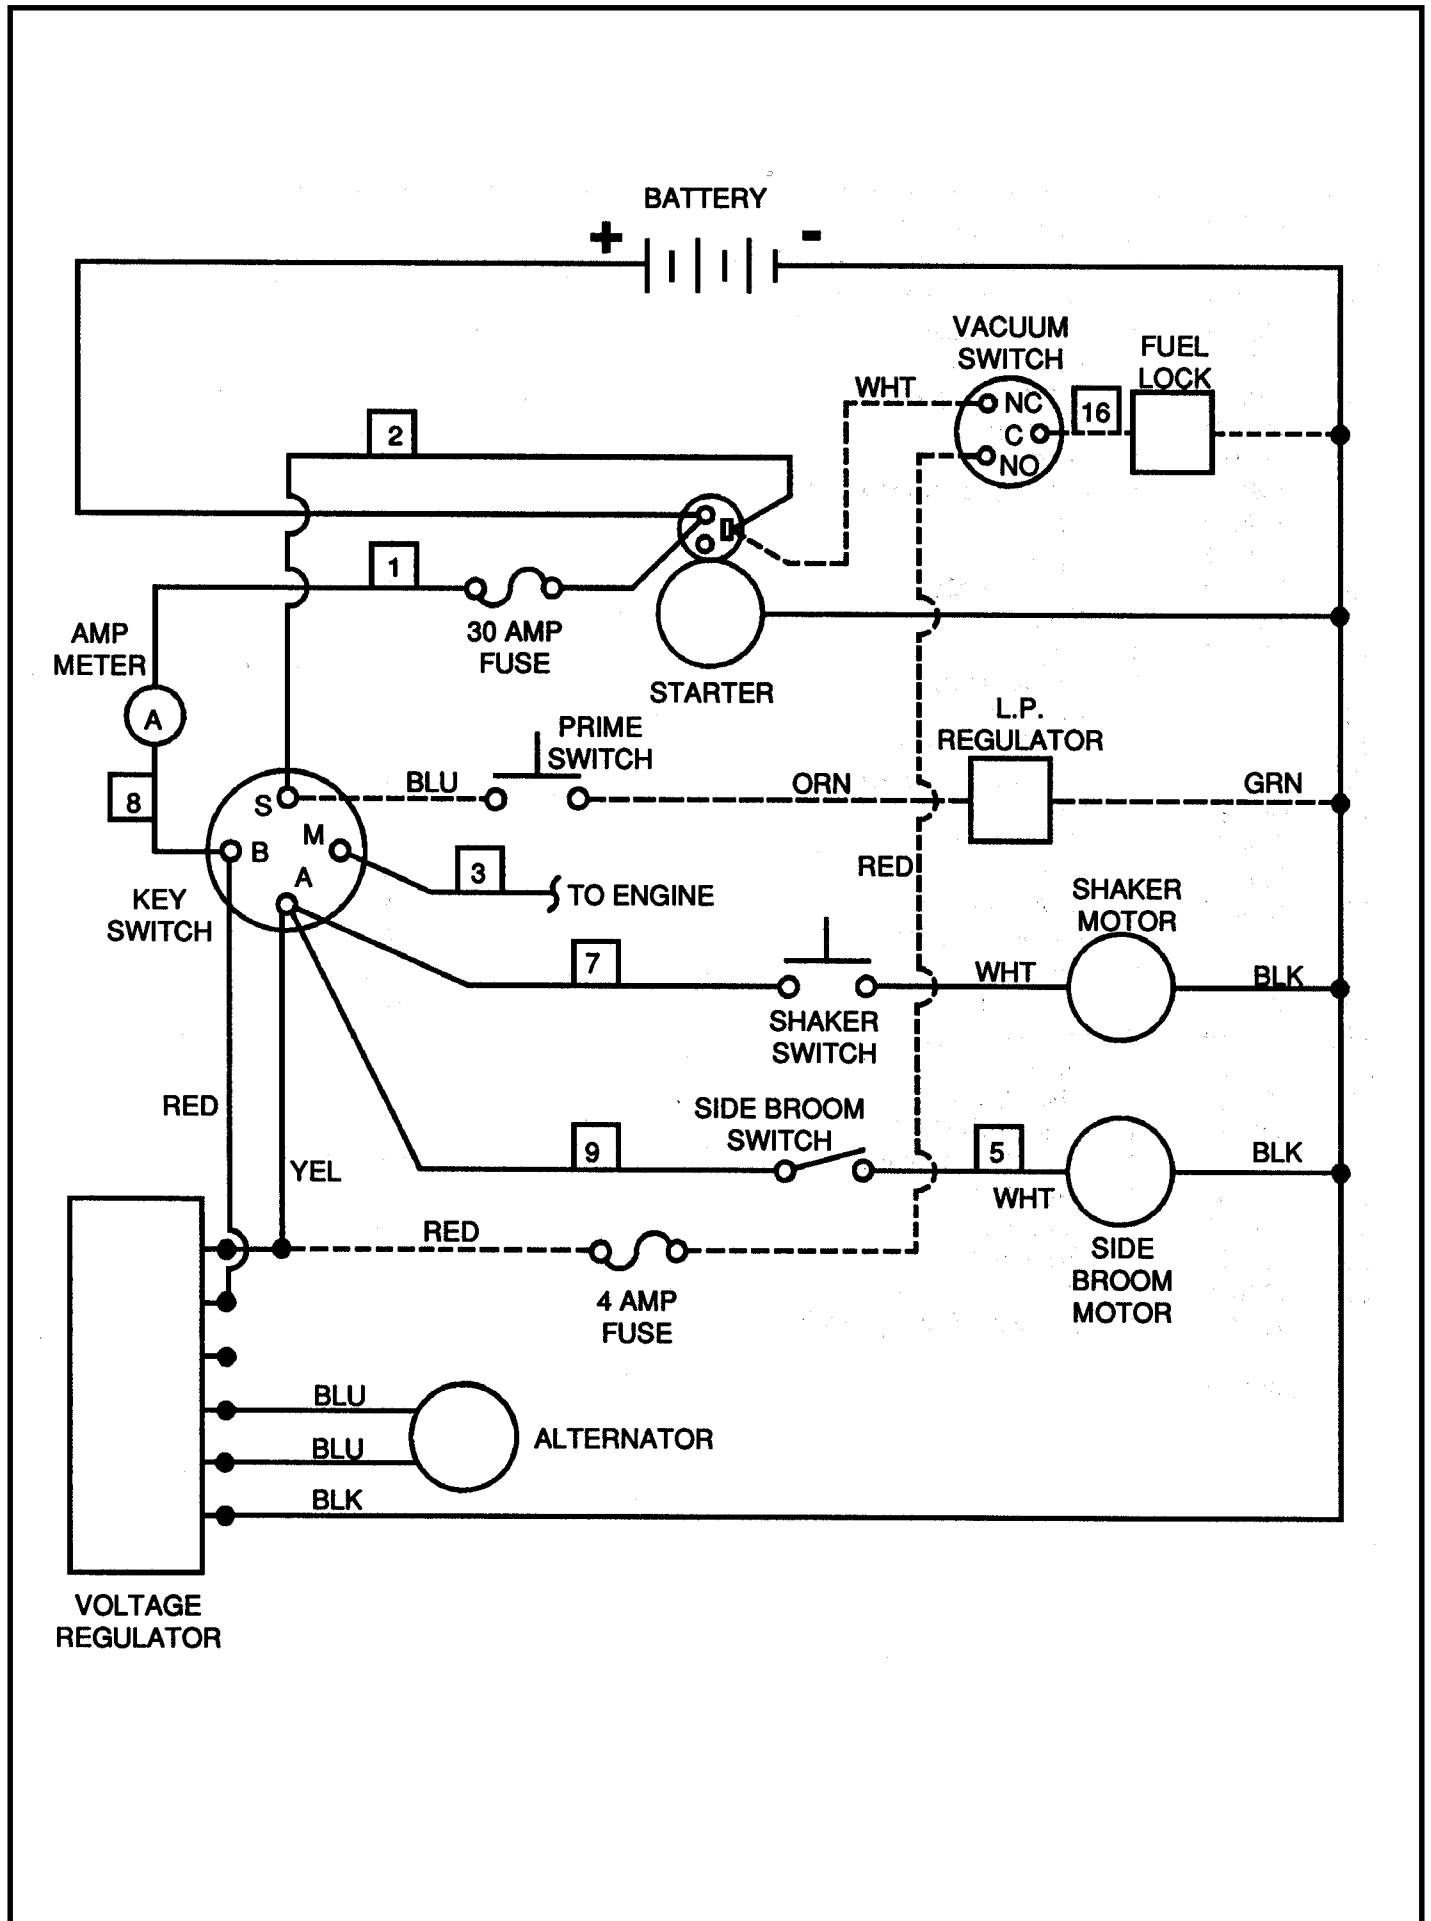 BATTERY
+ -
VACUUM
SWITCH
FUEL
LOCK
WHT
NC
16
C
NO
2
1
30 AMP
FUSE
AMP
METER
A
STARTER
L.P.
REGULATOR
PRIME
SWITCH
BLU
ORN
GRN
8
S
M
B
A
KEY
SWITCH
3
TO ENGINE
RED
SHAKER
MOTOR
7
WHT
BLK
SHAKER
SWITCH
RED
SIDE BROOM
SWITCH
9
5
WHT
BLK
YEL
SIDE
BROOM
MOTOR
RED
4 AMP
FUSE
BLU
BLU
ALTERNATOR
BLK
VOLTAGE
REGULATOR